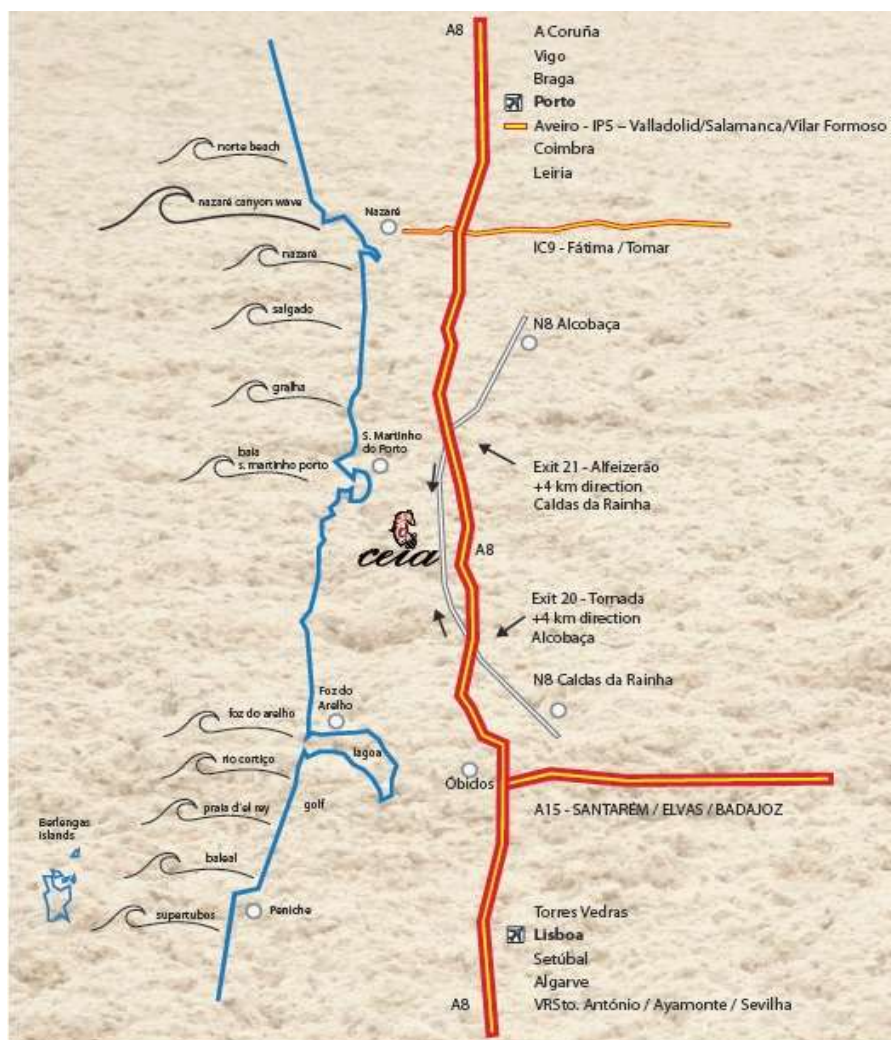 A8
A Coruña
Vigo
Braga
Porto
Aveiro - IP5 – Valladolid/Salamanca/Vilar Formoso
Coimbra
Leiria
norte beach
nazaré canyon wave
Nazaré
IC9 - Fátima / Tomar
nazaré
salgado
N8 Alcobaça
gralha
S. Martinho
do Porto
baia
s. martinho porto
Exit 21 - Alfeizerão
+4 km direction
Caldas da Rainha
ceia
A8
Exit 20 - Tornada
+4 km direction
Alcobaça
N8 Caldas da Rainha
Foz do
Arelho
foz do arelho
lagoa
rio cortiço
Óbidos
golf
praia d'el rey
A15 - SANTARÉM / ELVAS / BADAJOZ
Berlengas
islands
baleal
supertubos
Peniche
Torres Vedras
Lisboa
Setúbal
Algarve
A8
VRSto. António / Ayamonte / Sevilha